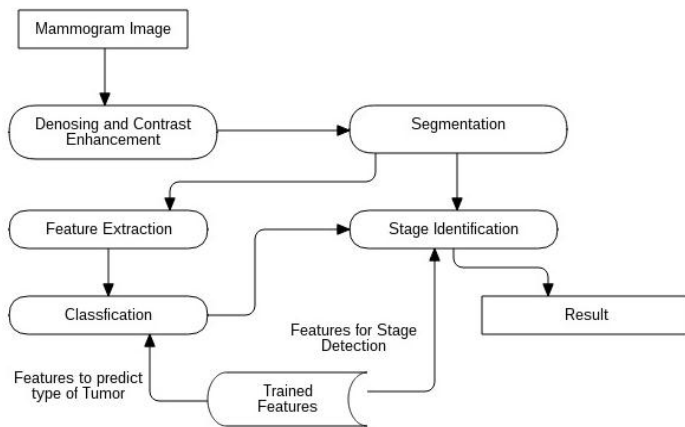 Mammogram Image
Denosing and Contrast
Enhancement
Segmentation
Feature Extraction
Stage Identification
Classfication
Result
Features for Stage
Detection
Features to predict
type of Tumor
Trained
Features